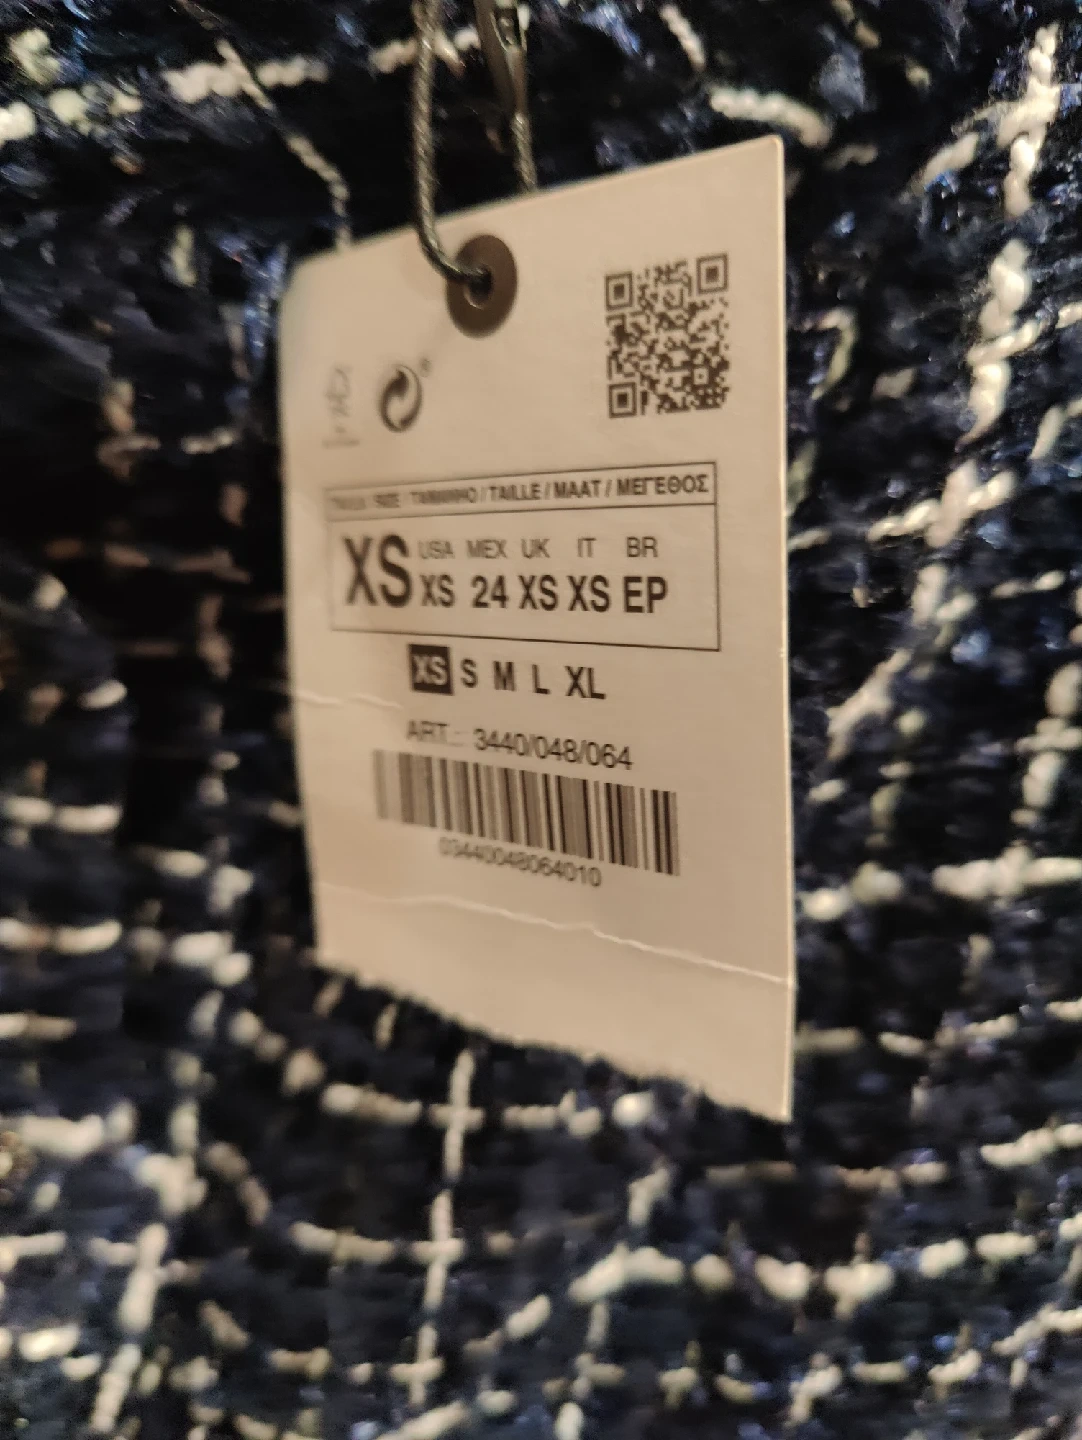 TALLA / SIZE / TAMANHO / TAILLE / MAAT / ΜΕΓΕΘΟΣ
XS USA MEX UK IT BR
XS 24 XS XS EP
XS S M L XL
ART.: 3440/048/064
03440048064010